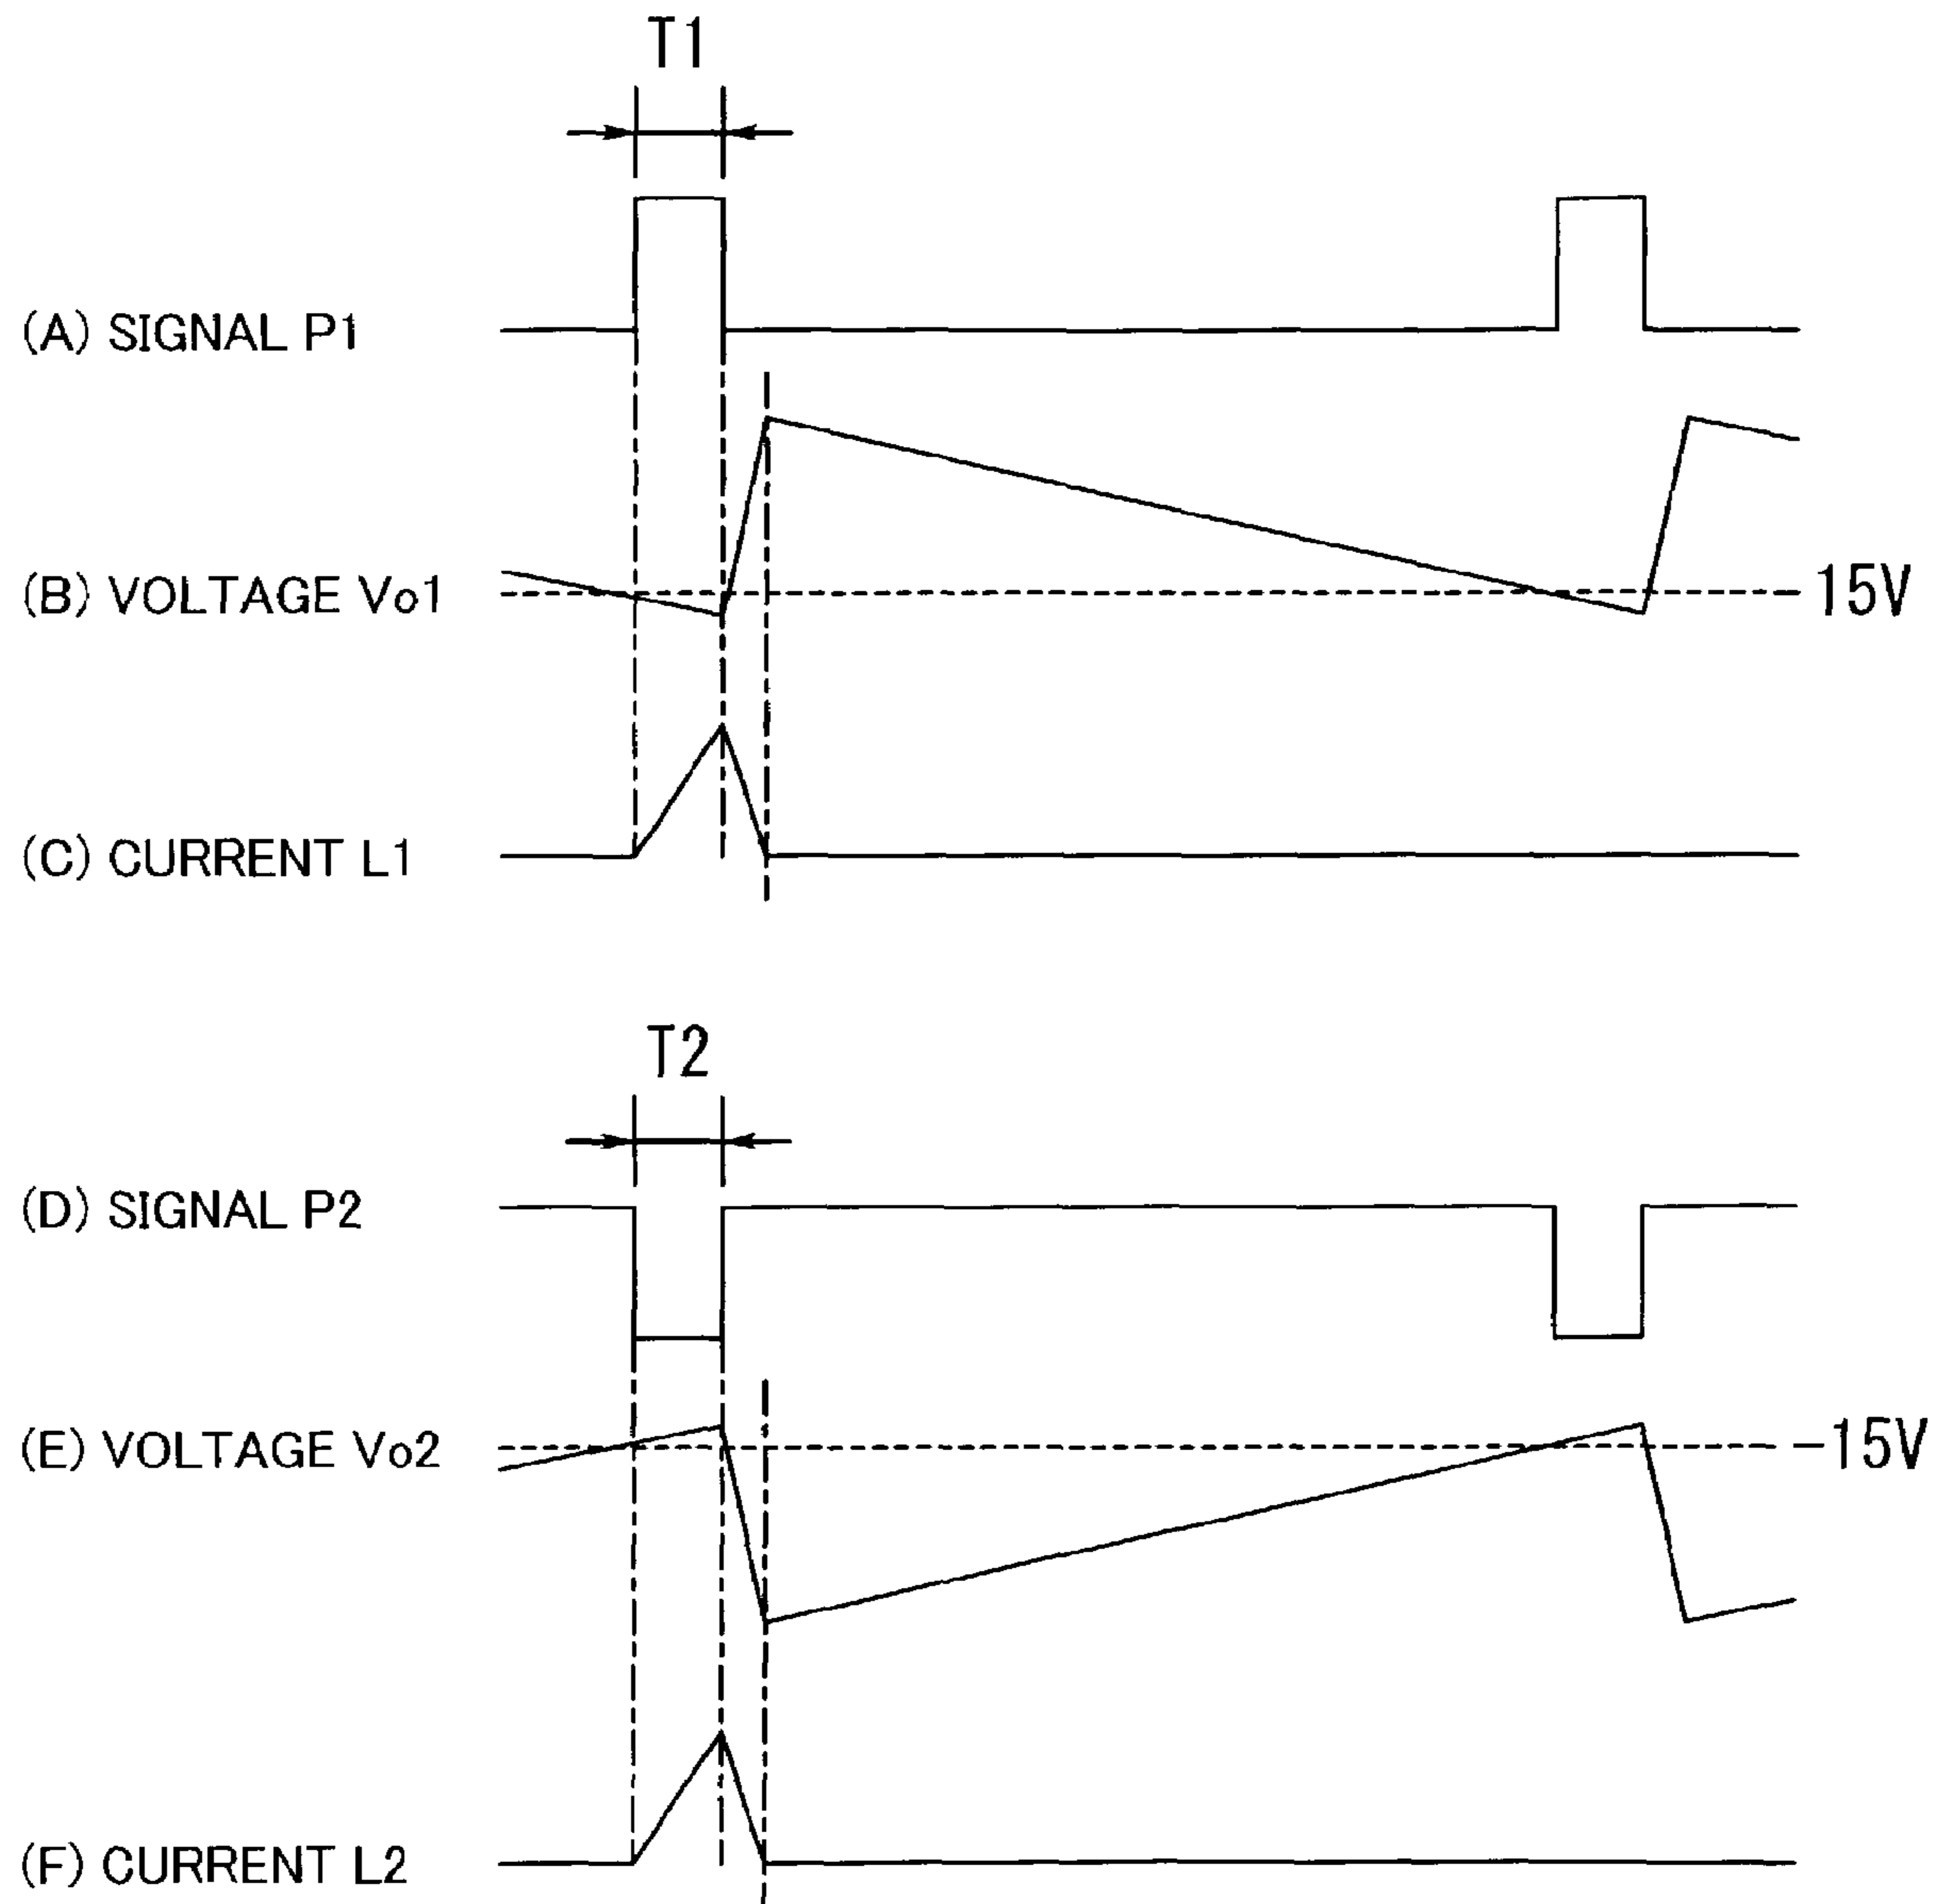 T1
(A) SIGNAL P1
(B) VOLTAGE Vo1
15V
(C) CURRENT L1
T2
(D) SIGNAL P2
(E) VOLTAGE Vo2
-15V
(F) CURRENT L2